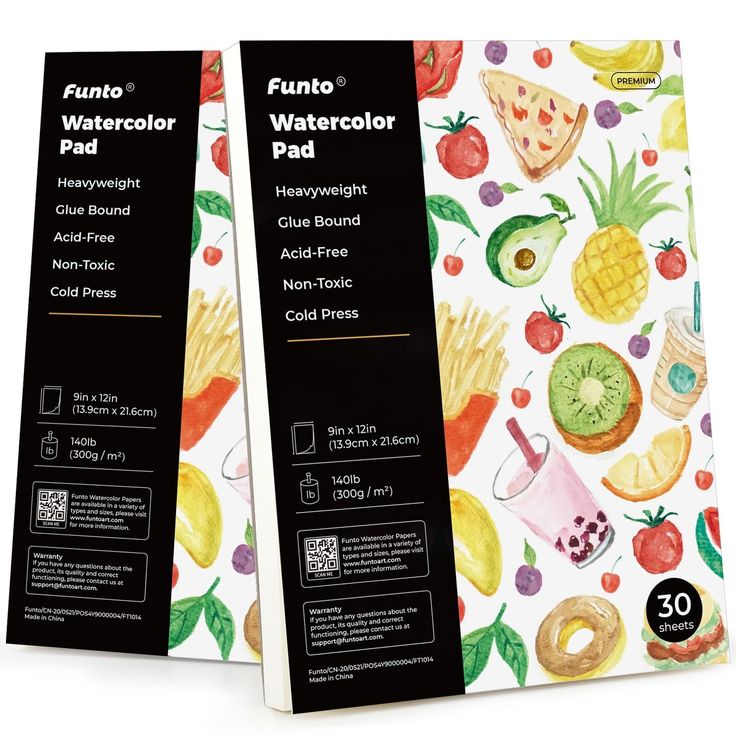 Funto®
Watercolor
Pad
Heavyweight
Glue Bound
Acid-Free
Non-Toxic
Cold Press
9in x 12in
(13.9cm x 21.6cm)
lb
140lb
(300g / m²)
SCAN ME
Funto Watercolor Papers
are available in a variety of
types and sizes, please visit
www.funtoart.com
for more information.
Warranty
If you have any questions about the
product, its quality and correct
functioning, please contact us at
support@funtoart.com.
Funto/CN-20/0521/POS4Y9000004/FT1014
Made in China
Funto®
Watercolor
Pad
Heavyweight
Glue Bound
Acid-Free
Non-Toxic
Cold Press
9in x 12in
(13.9cm x 21.6cm)
lb
140lb
(300g / m²)
SCAN ME
Funto Watercolor Papers
are available in a variety of
types and sizes, please visit
www.funtoart.com
for more information.
Warranty
If you have any questions about the
product, its quality and correct
functioning, please contact us at
support@funtoart.com.
Funto/CN-20/0521/POS4Y9000004/FT1014
Made in China
PREMIUM
30
sheets